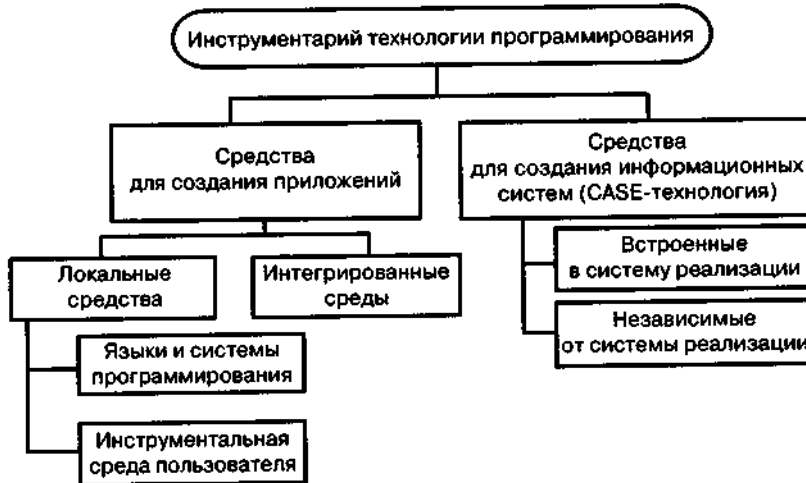 Инструментарий технологии программирования
Средства
для создания приложений
Средства
для создания информационных
систем (CASE-технология)
Локальные
средства
Интегрированные
среды
Встроенные
в систему реализации
Независимые
от системы реализации
Языки и системы
программирования
Инструментальная
среда пользователя